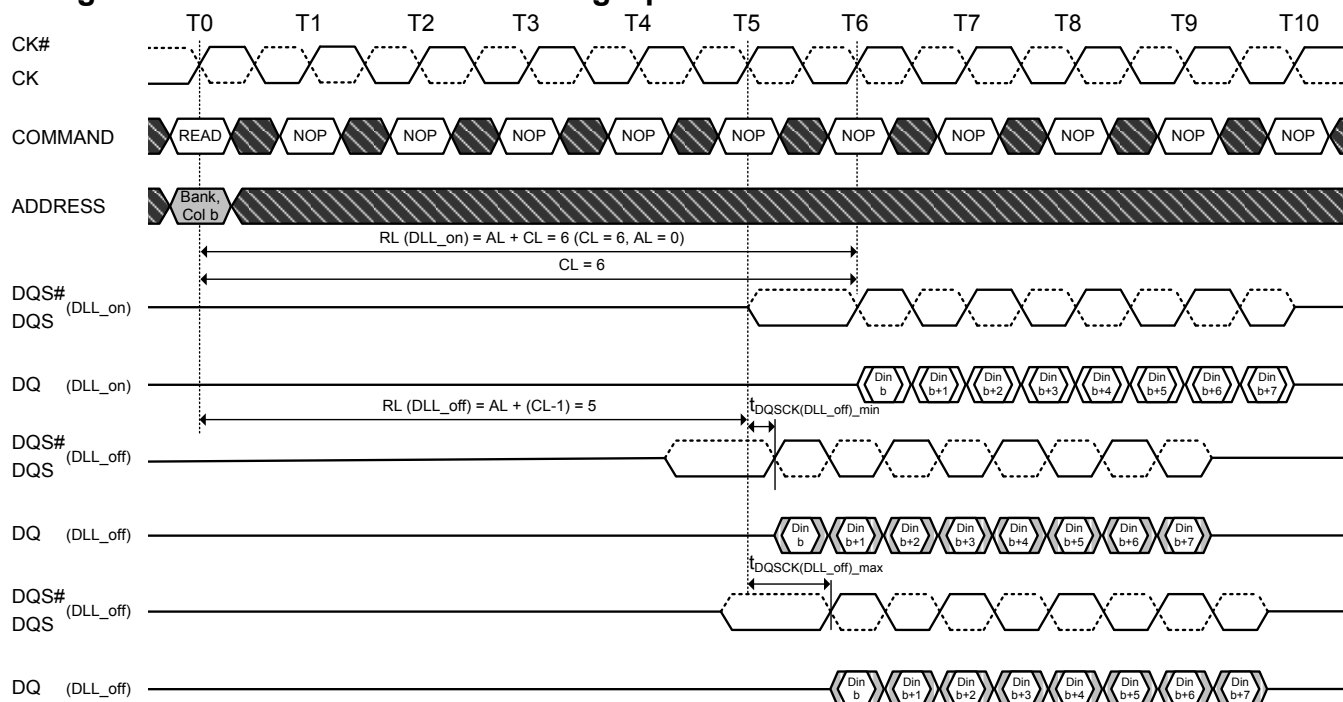 T0 T1 T2 T3 T4 T5 T6 T7 T8 T9 T10
CK#
CK
COMMAND READ NOP NOP NOP NOP NOP NOP NOP NOP NOP NOP
ADDRESS Bank,
Col b
RL (DLL_on) = AL + CL = 6 (CL = 6, AL = 0)
CL = 6
DQS# (DLL_on)
DQS
DQ (DLL_on) Din b Din b+1 Din b+2 Din b+3 Din b+4 Din b+5 Din b+6 Din b+7
RL (DLL_off) = AL + (CL-1) = 5 tDQSCK(DLL_off)_min
DQS# (DLL_off)
DQS
DQ (DLL_off) Din b Din b+1 Din b+2 Din b+3 Din b+4 Din b+5 Din b+6 Din b+7
tDQSCK(DLL_off)_max
DQS# (DLL_off)
DQS
DQ (DLL_off) Din b Din b+1 Din b+2 Din b+3 Din b+4 Din b+5 Din b+6 Din b+7